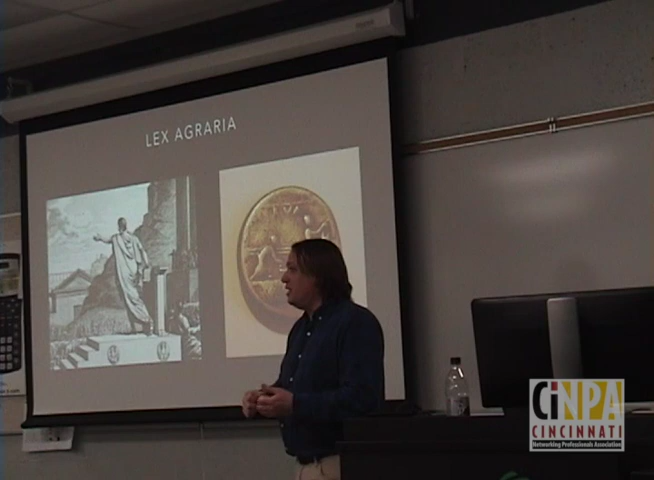 LEX AGRARIA
CiNPA
CINCINNATI
Networking Professionals Association